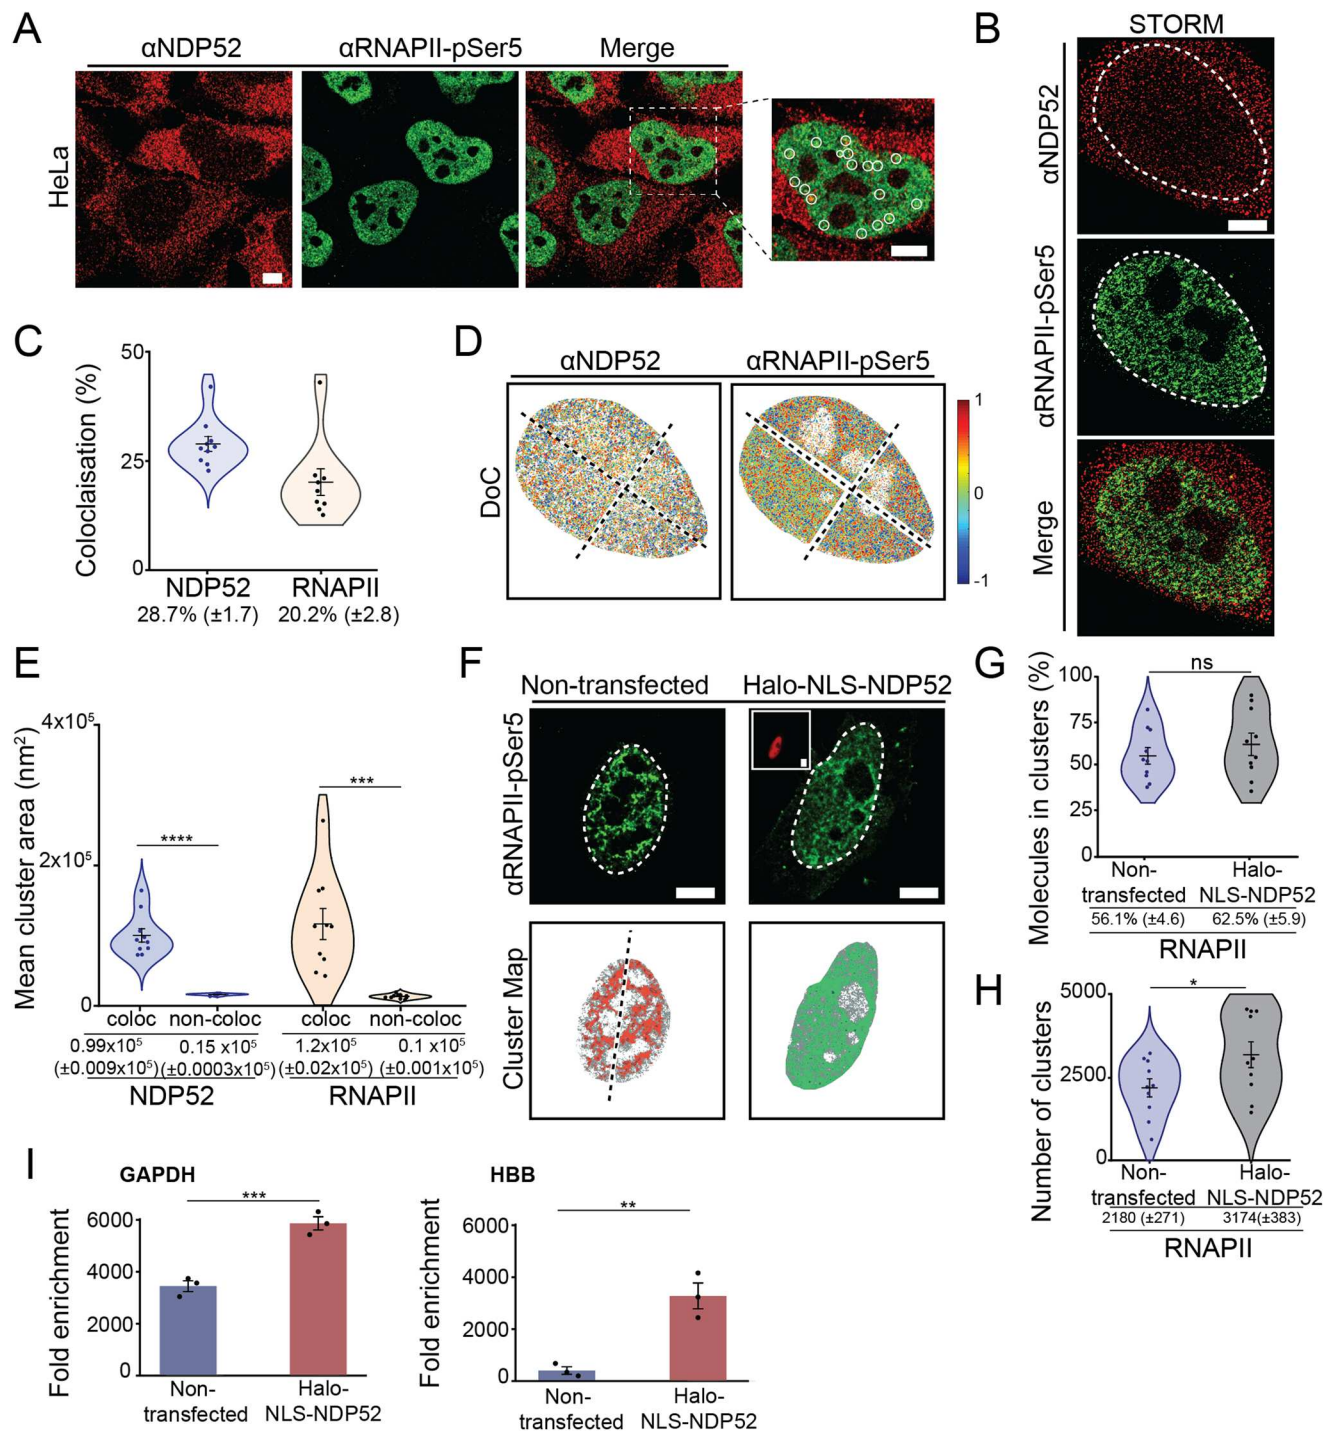 A
αNDP52
αRNAPII-pSer5
Merge
HeLa
B
STORM
αNDP52
αRNAPII-pSer5
Merge
C
Coloclaisation (%)
50
25
0
NDP52
RNAPII
28.7% (±1.7)
20.2% (±2.8)
D
αNDP52
αRNAPII-pSer5
DoC
1
0
-1
E
Mean cluster area (nm²)
4x10⁵
2x10⁵
0
****
***
coloc
non-coloc
coloc
non-coloc
0.99x10⁵
(±0.009x10⁵)
0.15 x10⁵
(±0.0003x10⁵)
1.2x10⁵
(±0.02x10⁵)
0.1 x10⁵
(±0.001x10⁵)
NDP52
RNAPII
F
Non-transfected
Halo-NLS-NDP52
αRNAPII-pSer5
Cluster Map
G
Molecules in clusters (%)
100
75
50
25
0
ns
Non-
transfected
Halo-
NLS-NDP52
56.1% (±4.6)
62.5% (±5.9)
RNAPII
H
Number of clusters
5000
2500
0
*
Non-
transfected
Halo-
NLS-NDP52
2180 (±271)
3174(±383)
RNAPII
I
GAPDH
Fold enrichment
6000
4000
2000
0
***
Non-
transfected
Halo-
NLS-NDP52
HBB
Fold enrichment
6000
4000
2000
0
**
Non-
transfected
Halo-
NLS-NDP52